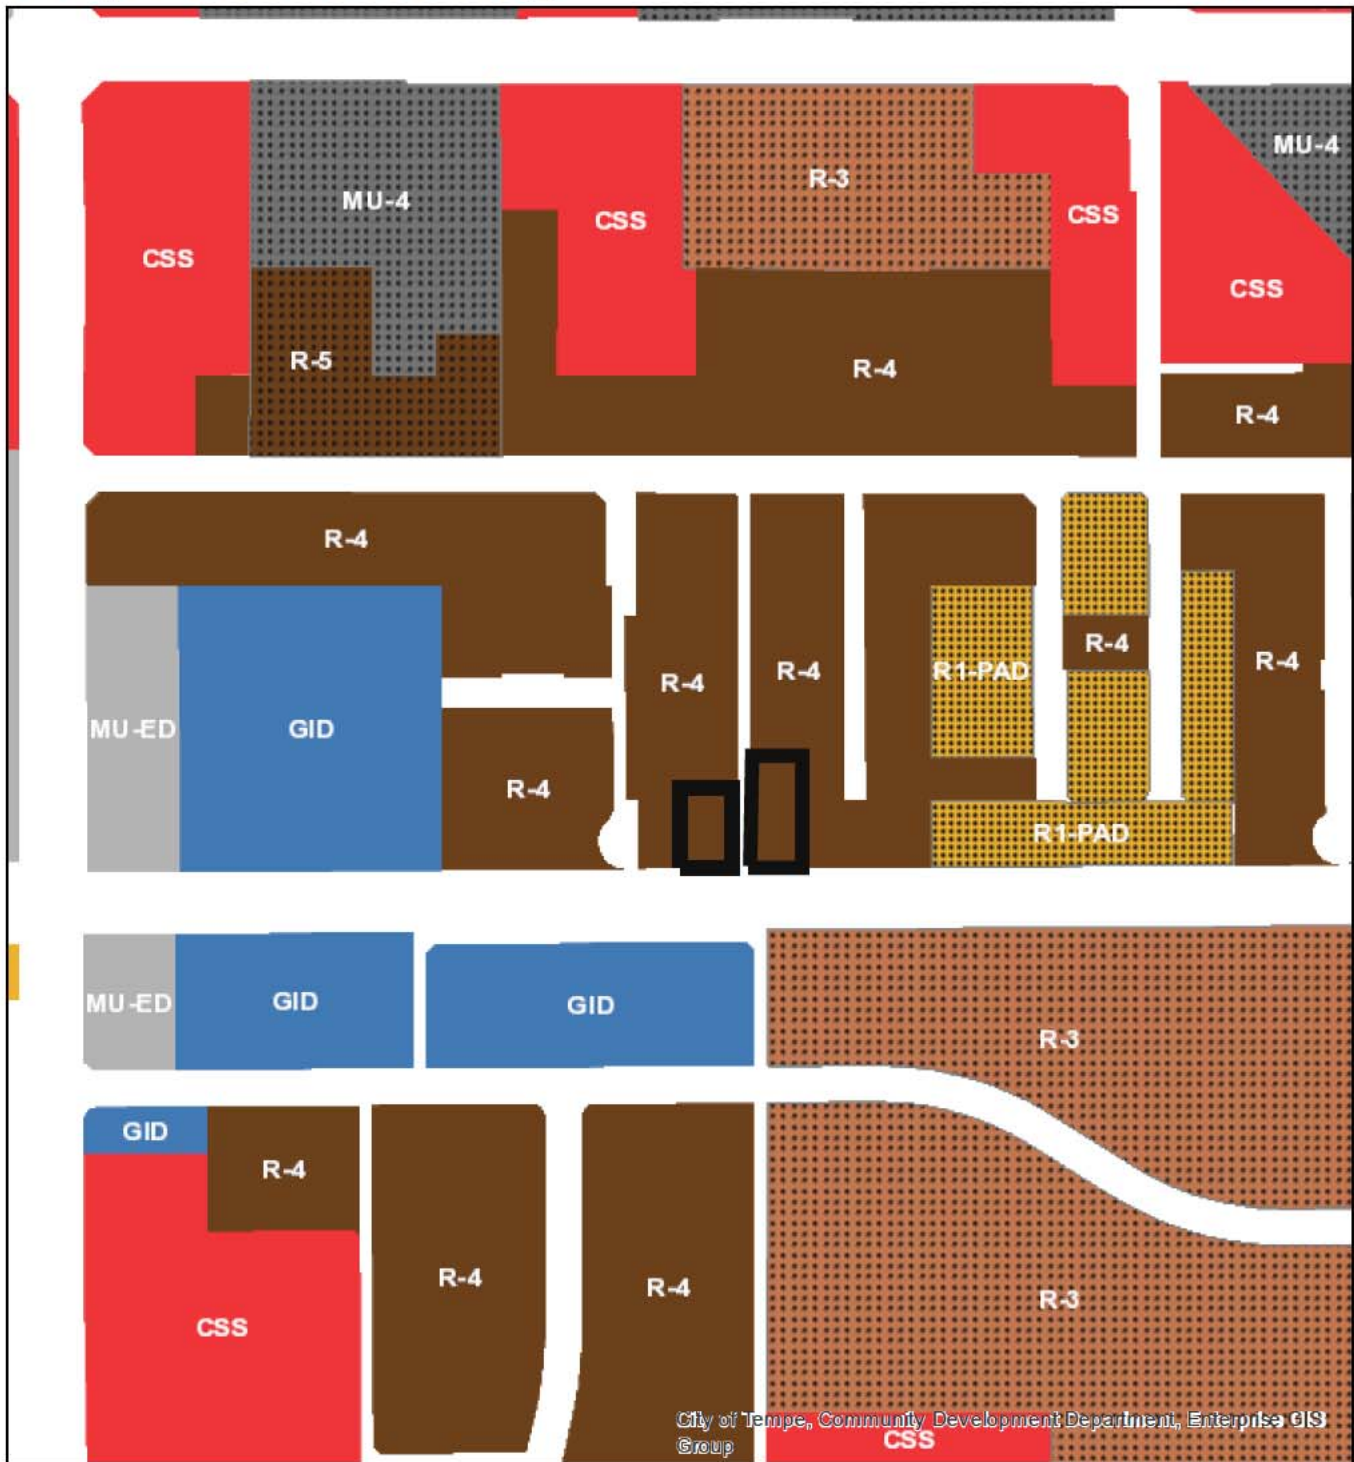 MU-4
R-3
MU-4
CSS
CSS
CSS
CSS
R-5
R-4
R-4
R-4
R-4
R-4
R-4
R-4
R1-PAD
MU-ED
GID
R-4
R1-PAD
MU-ED
GID
GID
R-3
GID
R-4
R-4
R-4
R-3
CSS
City of Tempe, Community Development Department, Enterprise GIS
Group
CSS